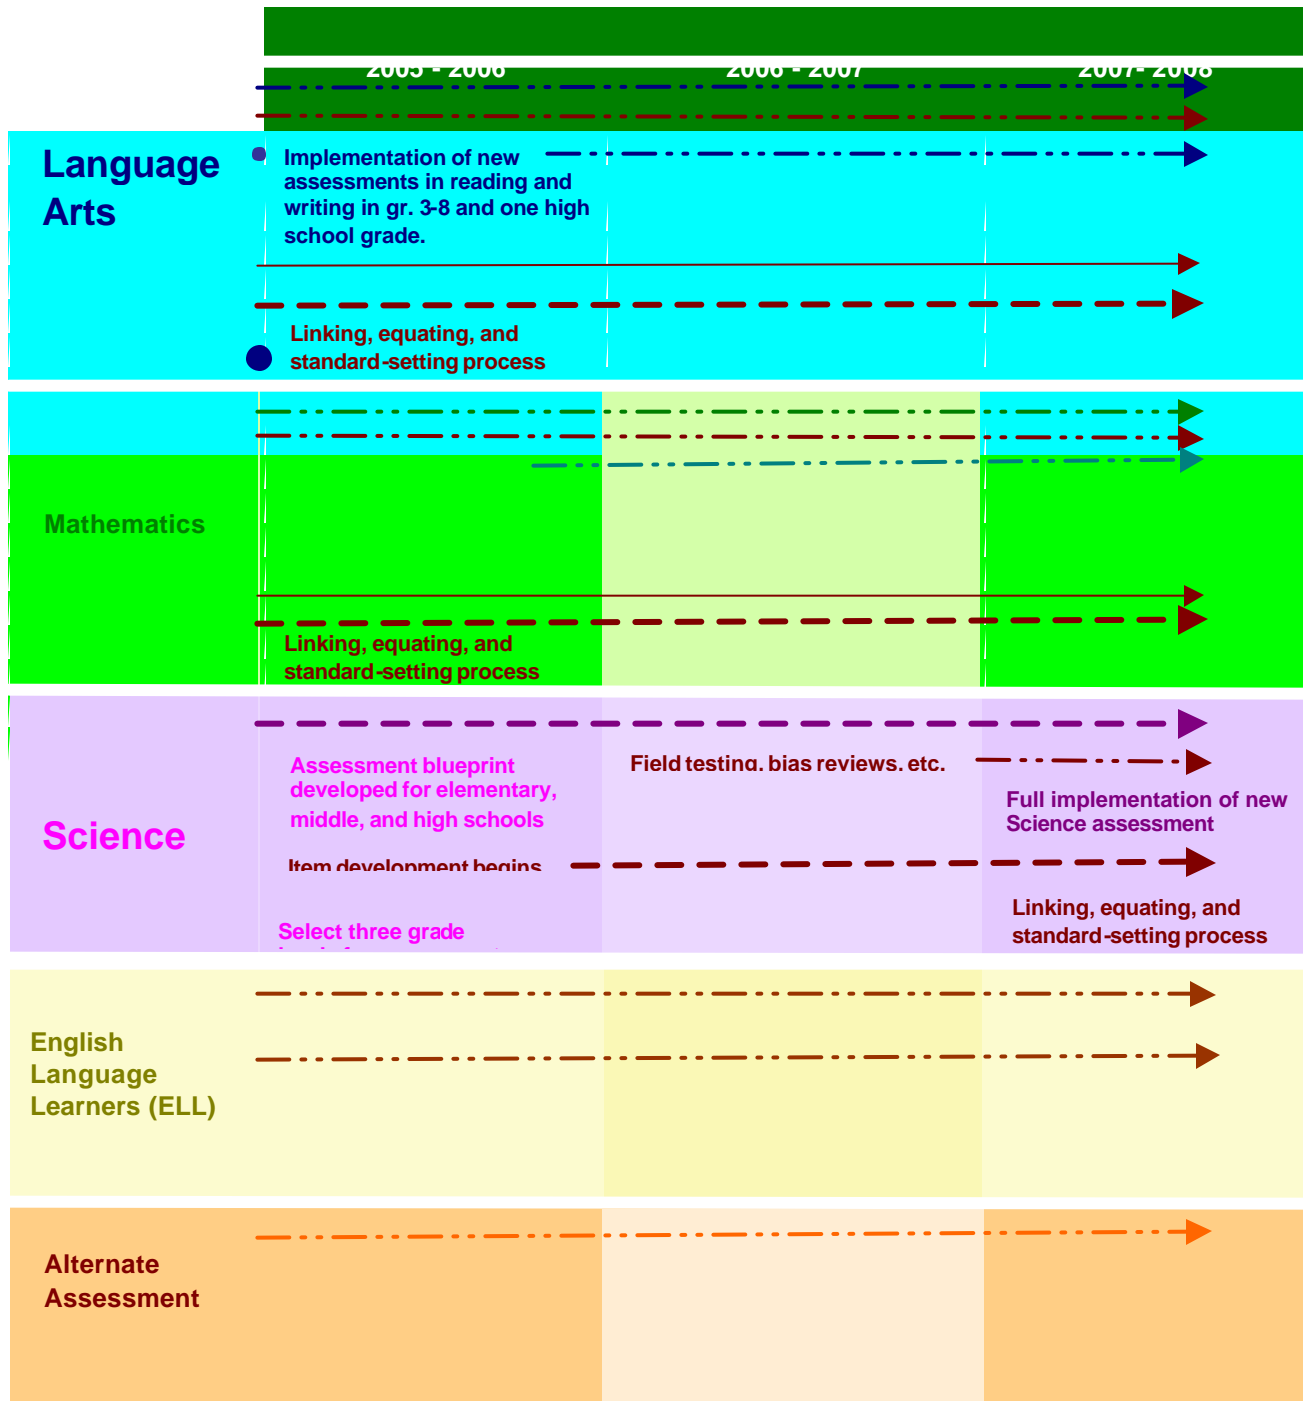 2005 - 2006
2006 - 2007
2007- 2008
Language
Arts
Implementation of new
assessments in reading and
writing in gr. 3-8 and one high
school grade.
Linking, equating, and
standard-setting process
Mathematics
Linking, equating, and
standard-setting process
Science
Assessment blueprint
developed for elementary,
middle, and high schools
Item development begins
Select three grade
Field testing, bias reviews, etc.
Full implementation of new
Science assessment
Linking, equating, and
standard-setting process
English
Language
Learners (ELL)
Alternate
Assessment